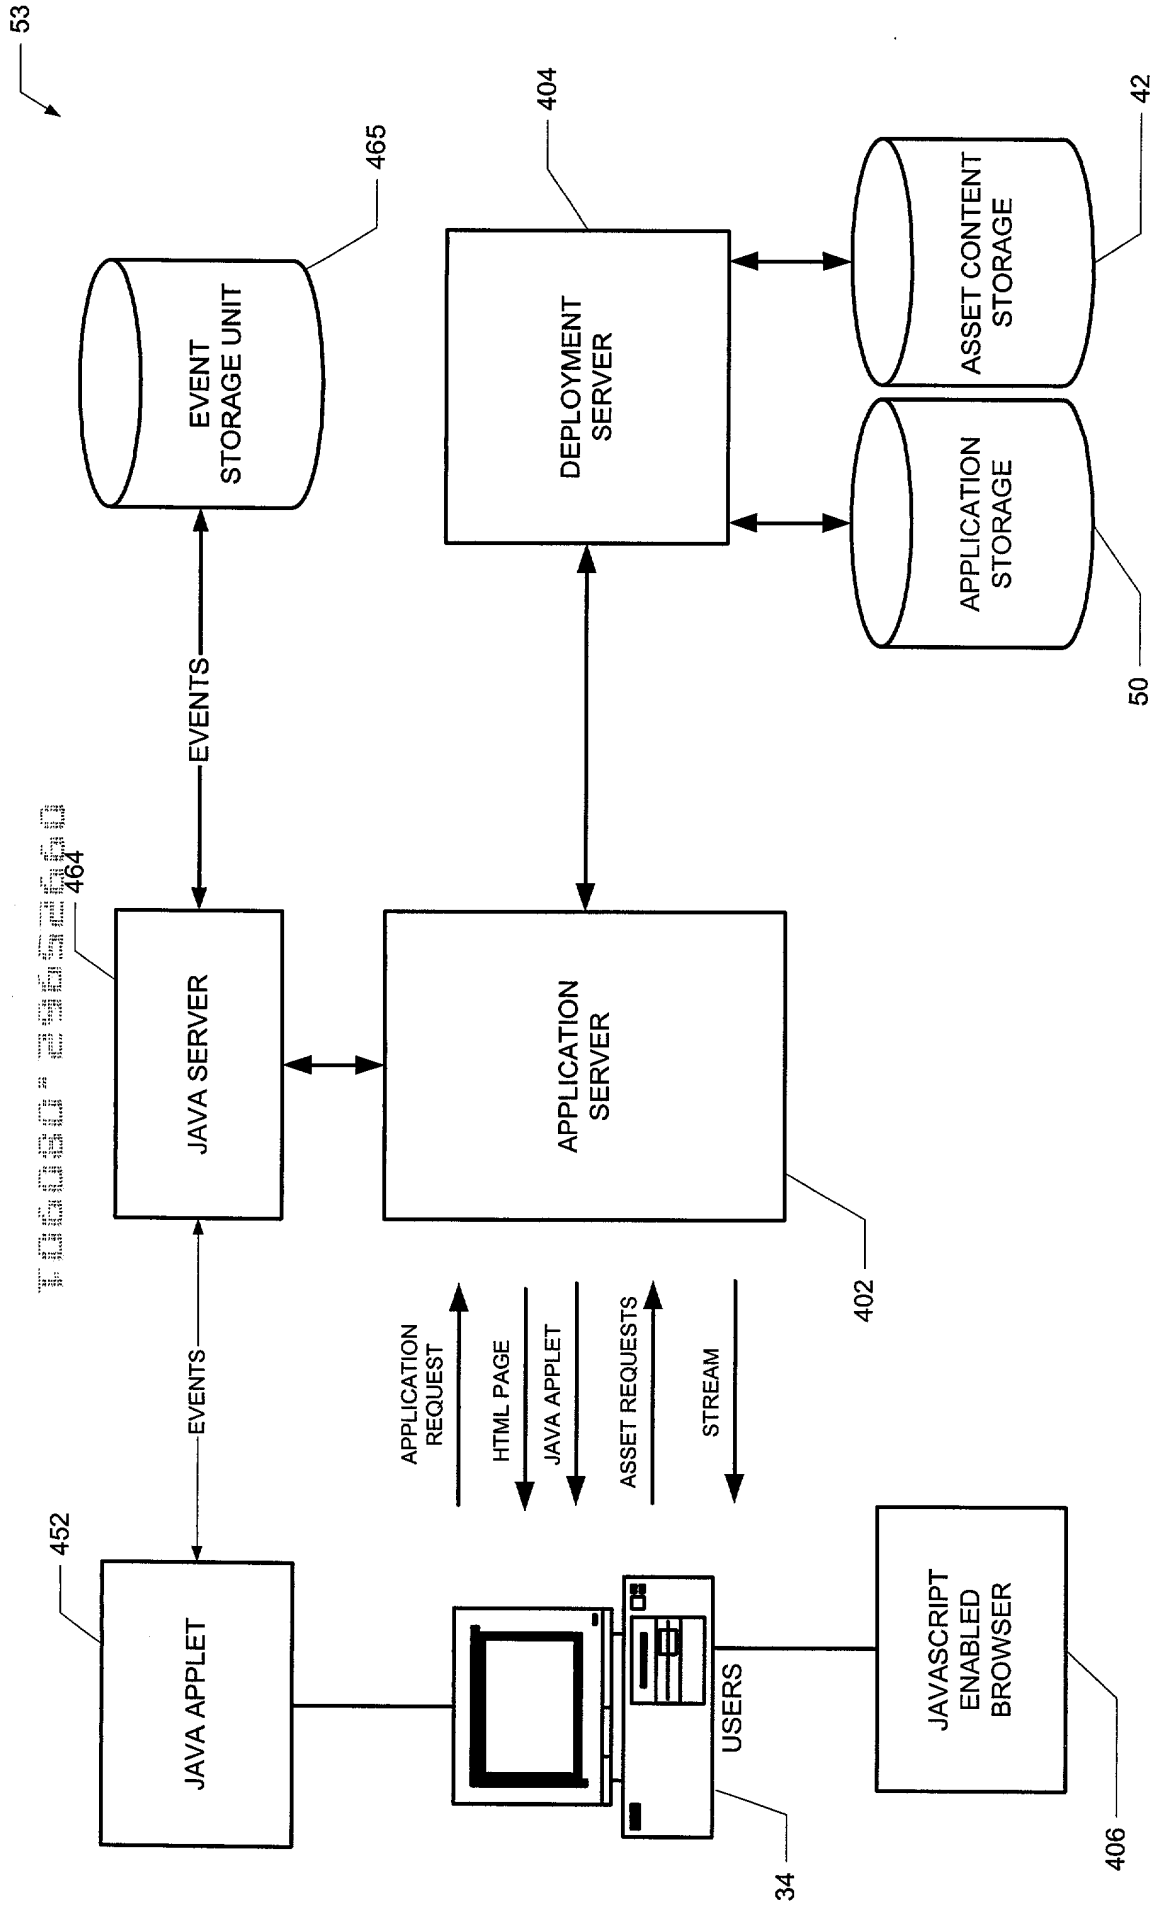 53
EVENT
STORAGE UNIT
465
404
DEPLOYMENT
SERVER
ASSET CONTENT
STORAGE
42
APPLICATION
STORAGE
50
EVENTS
464
JAVA SERVER
APPLICATION
SERVER
402
EVENTS
APPLICATION
REQUEST
HTML PAGE
JAVA APPLET
ASSET REQUESTS
STREAM
452
JAVA APPLET
USERS
34
JAVASCRIPT
ENABLED
BROWSER
406